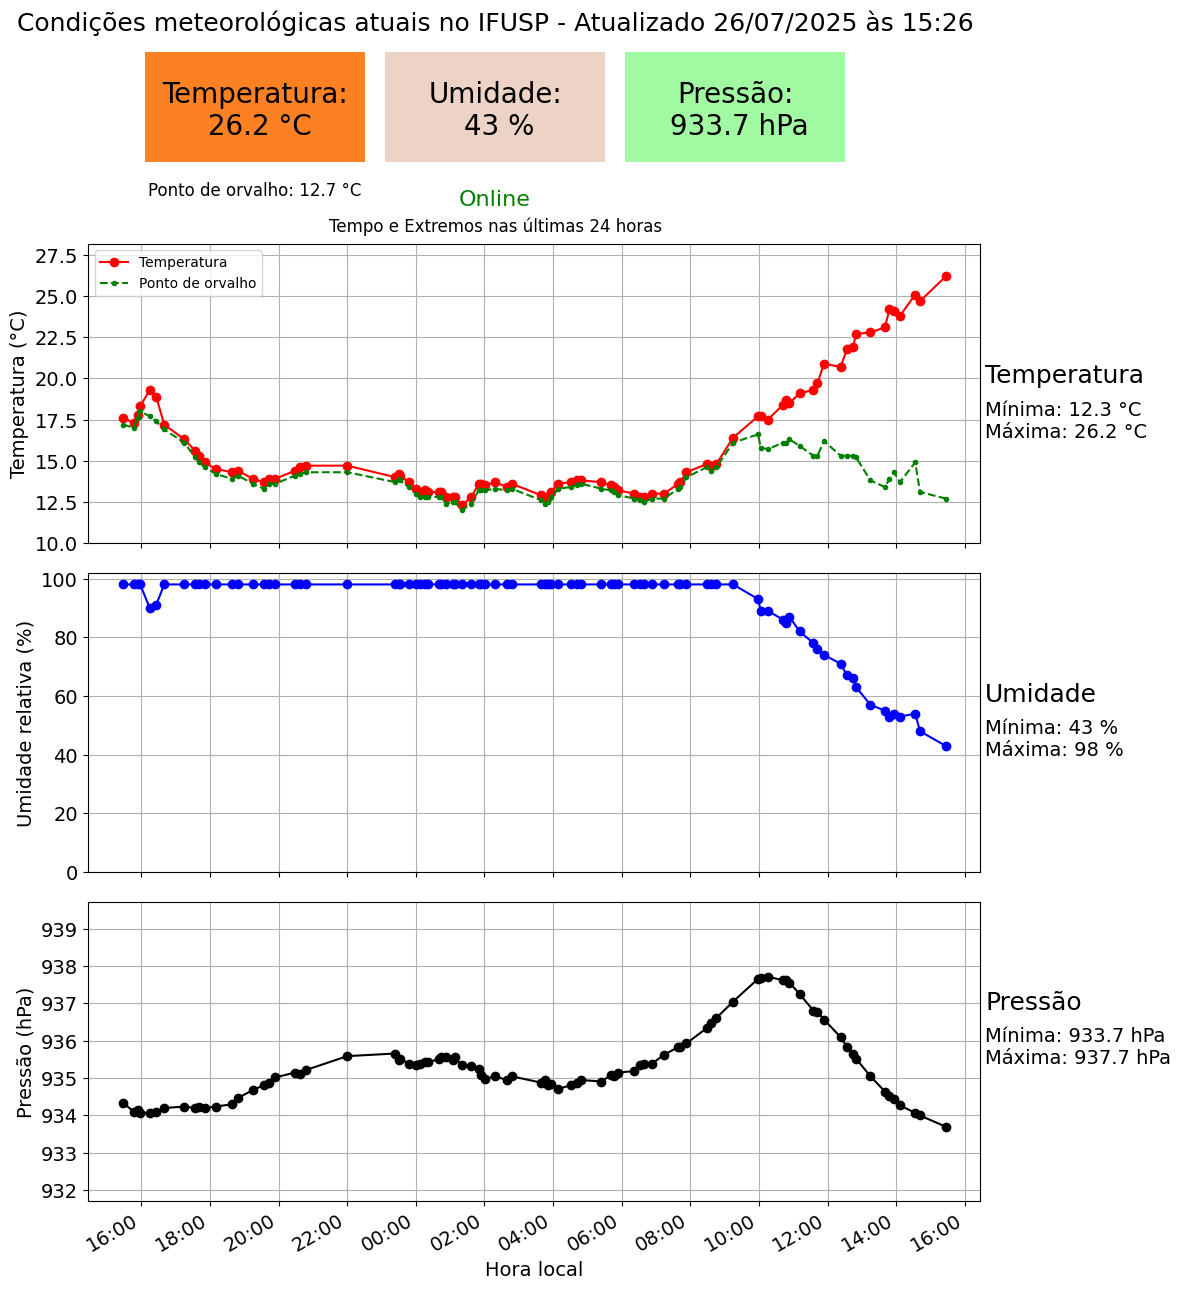 Condições meteorológicas atuais no IFUSP - Atualizado 26/07/2025 às 15:26
Temperatura:
26.2 °C
Umidade:
43 %
Pressão:
933.7 hPa
Ponto de orvalho: 12.7 °C
Online
Tempo e Extremos nas últimas 24 horas
Temperatura (°C)
27.5
25.0
22.5
20.0
17.5
15.0
12.5
10.0
Temperatura
Ponto de orvalho
Temperatura
Mínima: 12.3 °C
Máxima: 26.2 °C
Umidade relativa (%)
100
80
60
40
20
0
Umidade
Mínima: 43 %
Máxima: 98 %
Pressão (hPa)
939
938
937
936
935
934
933
932
Pressão
Mínima: 933.7 hPa
Máxima: 937.7 hPa
16:00 18:00 20:00 22:00 00:00 02:00 04:00 06:00 08:00 10:00 12:00 14:00 16:00
Hora local